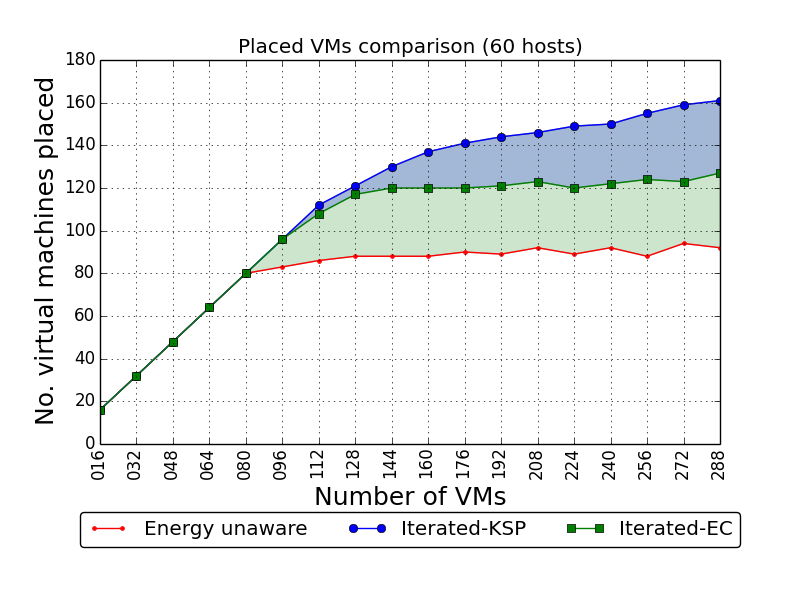 Placed VMs comparison (60 hosts)
No. virtual machines placed
180
160
140
120
100
80
60
40
20
0
016 032 048 064 080 096 112 128 144 160 176 192 208 224 240 256 272 288
Number of VMs
Energy unaware Iterated-KSP Iterated-EC